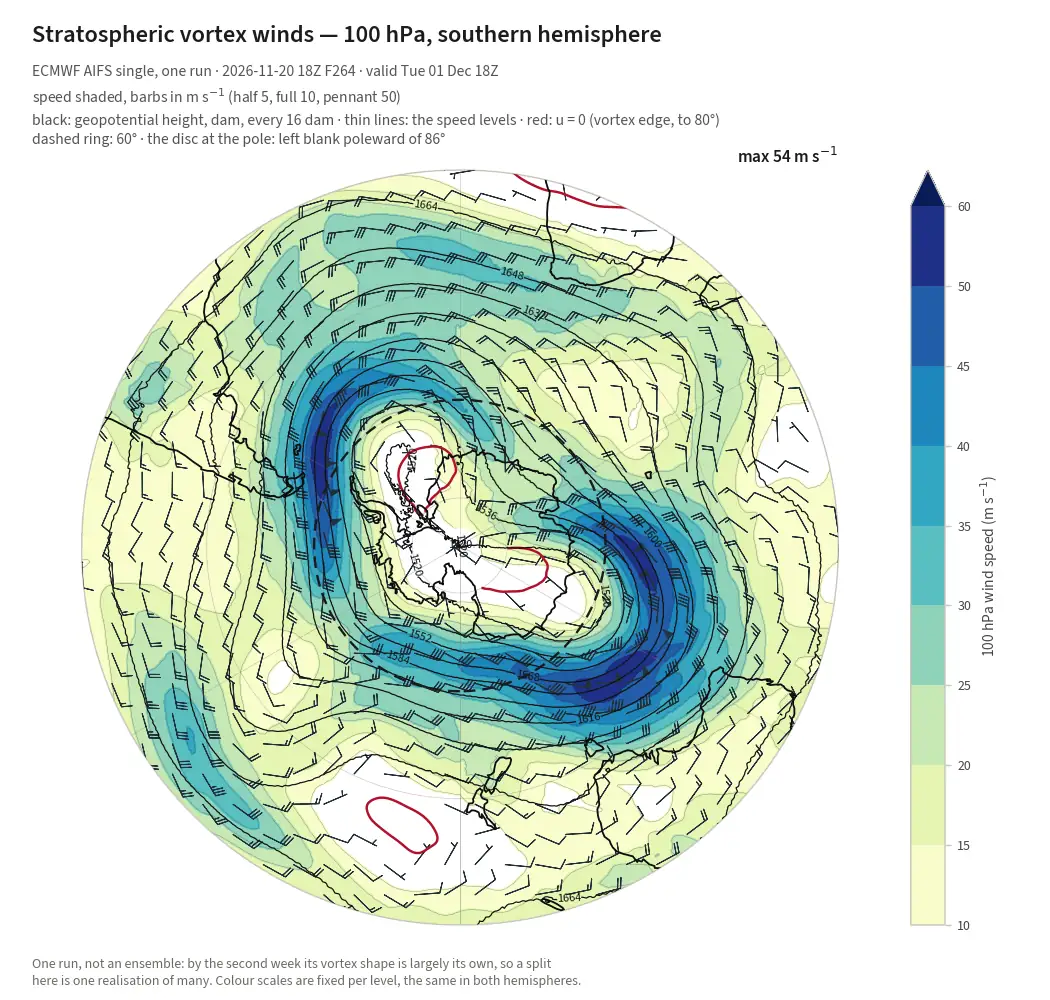 Stratospheric vortex winds — 100 hPa, southern hemisphere
ECMWF AIFS single, one run · 2026-11-20 18Z F264 · valid Tue 01 Dec 18Z
speed shaded, barbs in m s⁻¹ (half 5, full 10, pennant 50)
black: geopotential height, dam, every 16 dam · thin lines: the speed levels · red: u = 0 (vortex edge, to 80°)
dashed ring: 60° · the disc at the pole: left blank poleward of 86°
max 54 m s⁻¹
1664
1648
1520
1536
1600
1520
1552
1584
1568
1616
1664
60
50
45
40
35
30
25
20
15
10
100 hPa wind speed (m s⁻¹)
One run, not an ensemble: by the second week its vortex shape is largely its own, so a split
here is one realisation of many. Colour scales are fixed per level, the same in both hemispheres.